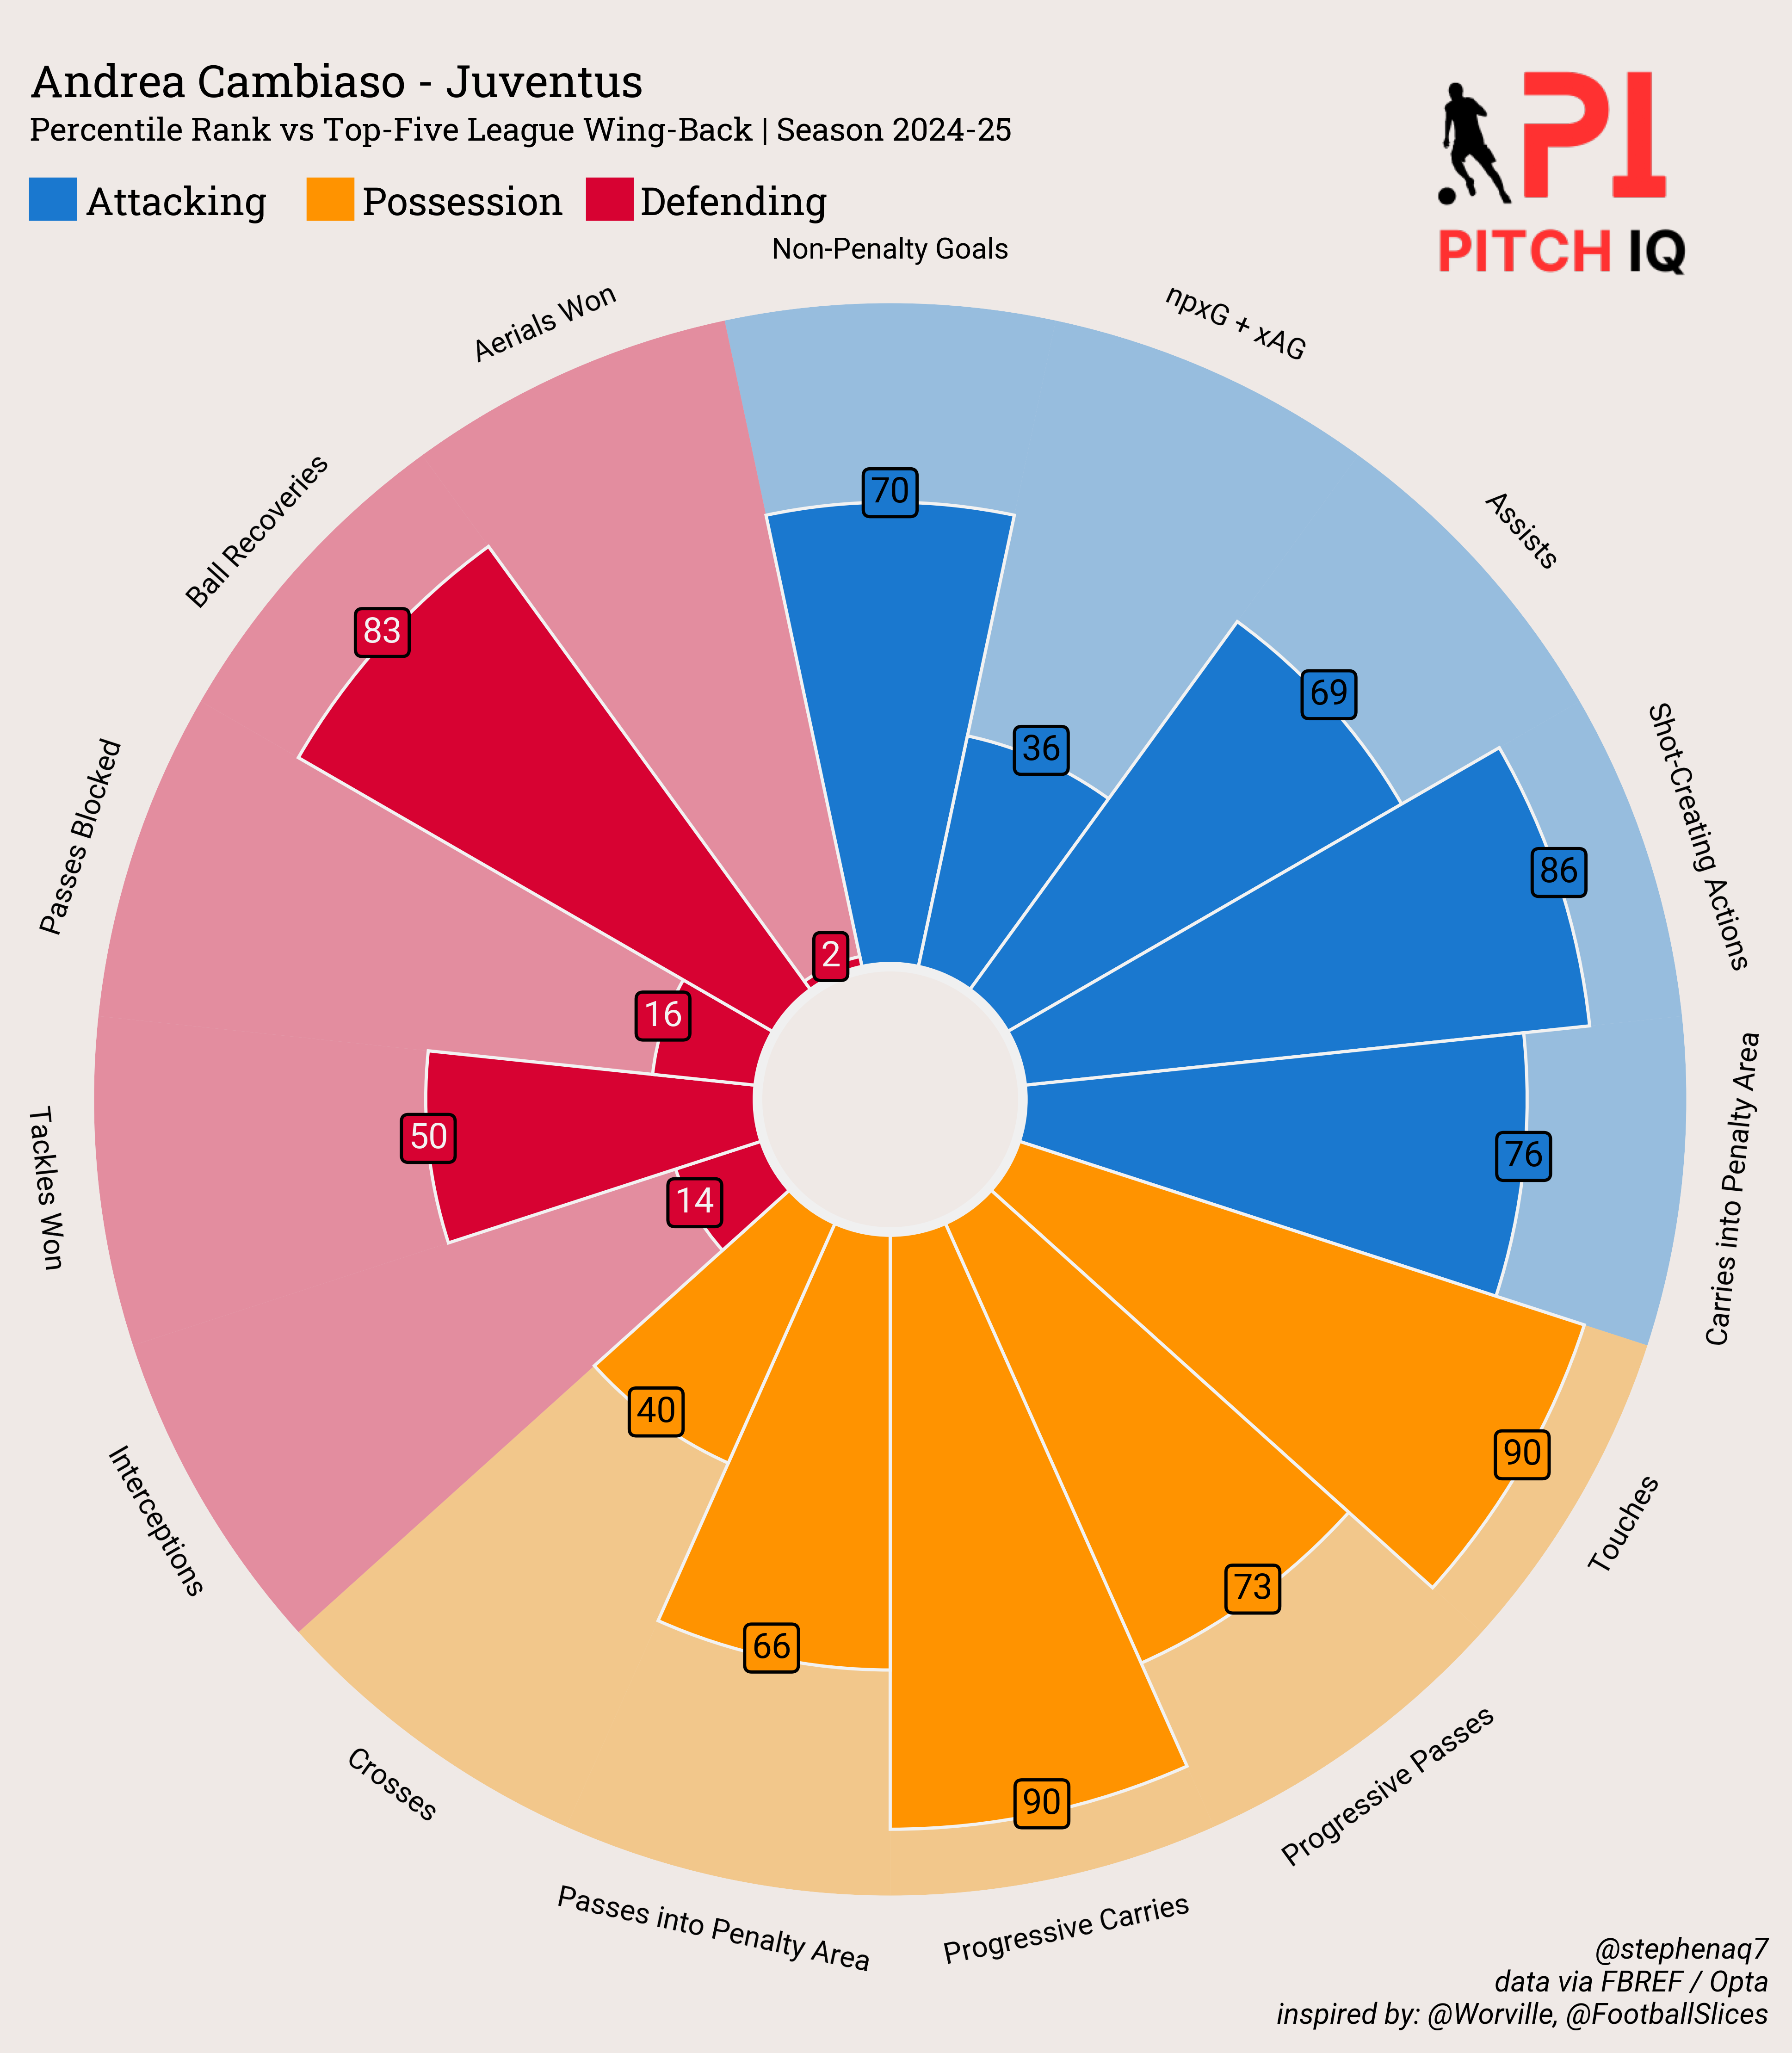 Andrea Cambiaso - Juventus
Percentile Rank vs Top-Five League Wing-Back | Season 2024-25
Attacking
Possession
Defending
PI
PITCH IQ
Non-Penalty Goals
70
npxG + xAG
36
Assists
69
Shot-Creating Actions
86
Carries into Penalty Area
76
Touches
90
Progressive Passes
73
Progressive Carries
90
Passes into Penalty Area
66
Crosses
40
Interceptions
14
Tackles Won
50
Passes Blocked
16
Ball Recoveries
83
Aerials Won
2
@stephenaq7
data via FBREF / Opta
inspired by: @Worville, @FootballSlices